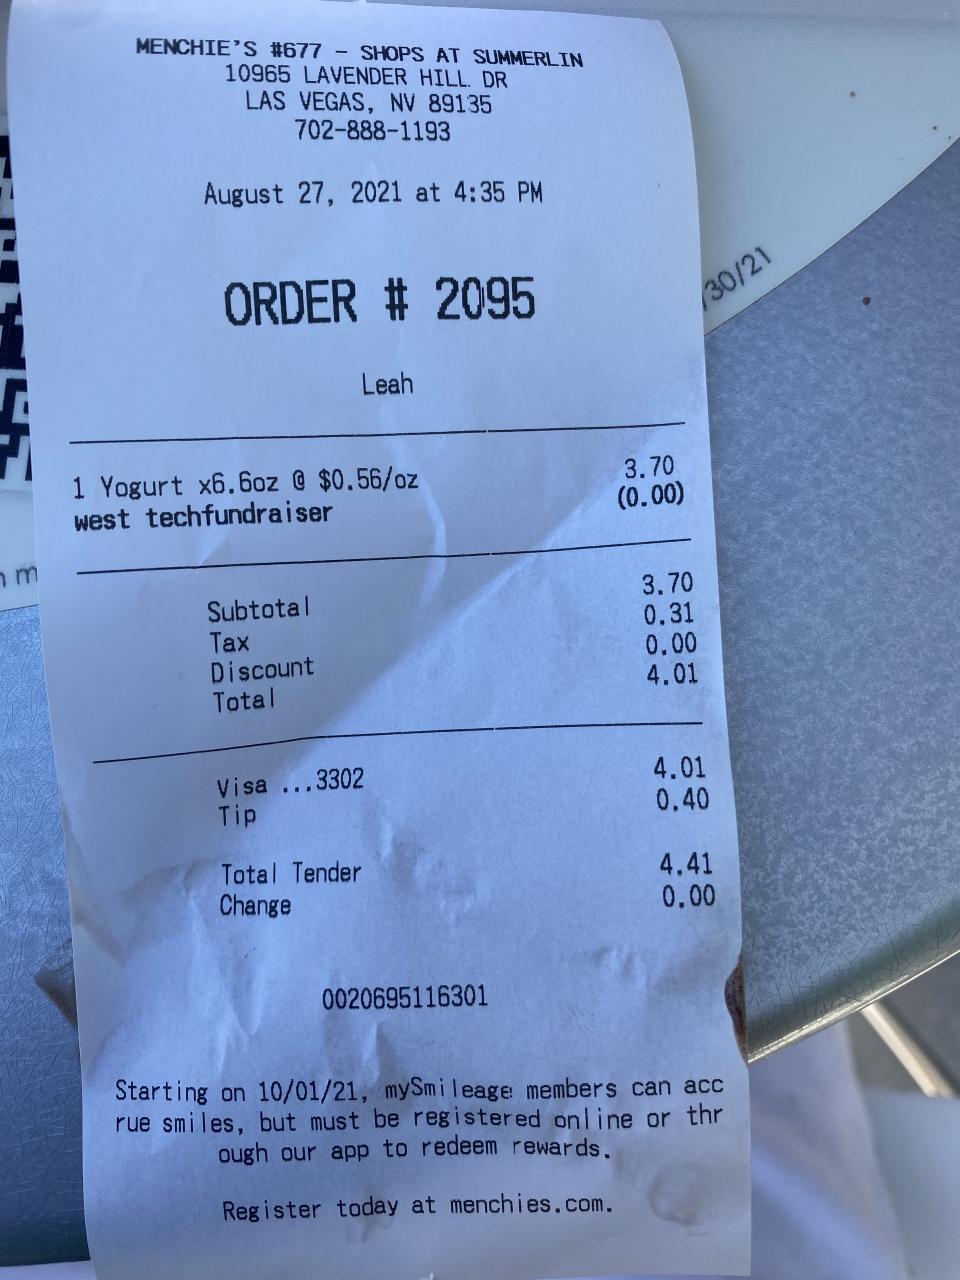 MENCHIE'S #677 - SHOPS AT SUMMERLIN
10965 LAVENDER HILL DR
LAS VEGAS, NV 89135
702-888-1193
August 27, 2021 at 4:35 PM
ORDER # 2095
Leah
1 Yogurt x6.6oz @ $0.56/oz 3.70
west techfundraiser (0.00)
Subtotal 3.70
Tax 0.31
Discount 0.00
Total 4.01
Visa ...3302 4.01
Tip 0.40
Total Tender 4.41
Change 0.00
0020695116301
Starting on 10/01/21, mySmileage members can acc
rue smiles, but must be registered online or thr
ough our app to redeem rewards.
Register today at menchies.com.
/30/21